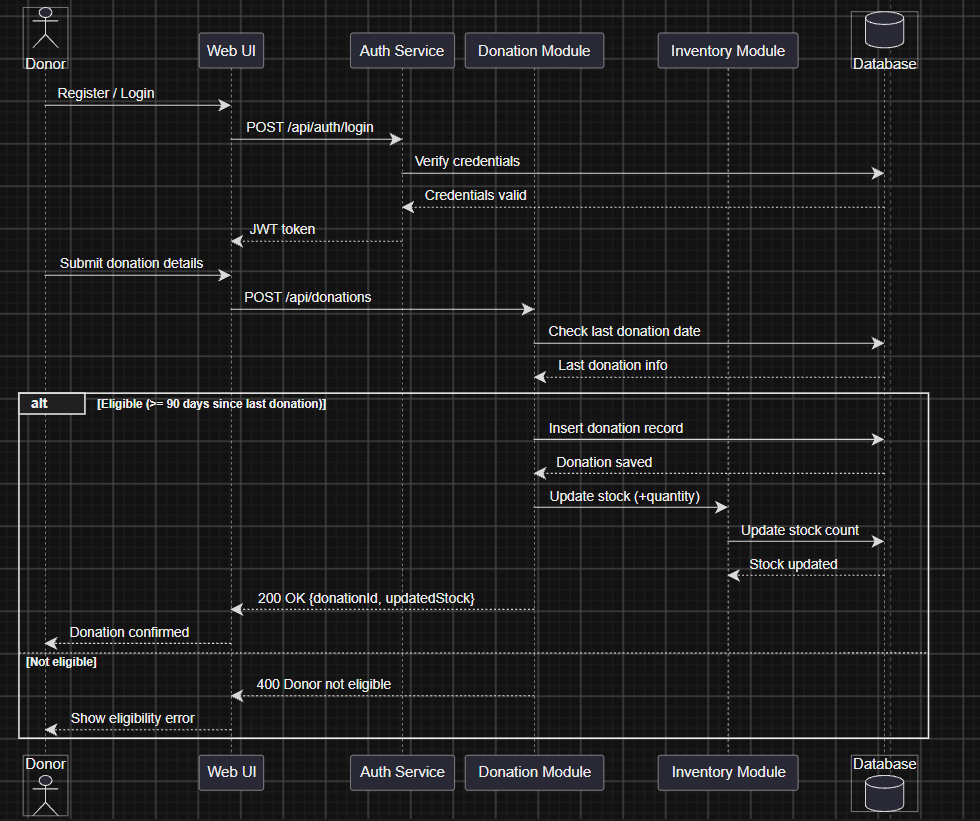 Donor
Web UI
Auth Service
Donation Module
Inventory Module
Database
Register / Login
POST /api/auth/login
Verify credentials
Credentials valid
JWT token
Submit donation details
POST /api/donations
Check last donation date
Last donation info
alt
[Eligible (>= 90 days since last donation)]
Insert donation record
Donation saved
Update stock (+quantity)
Update stock count
Stock updated
200 OK {donationId, updatedStock}
Donation confirmed
[Not eligible]
400 Donor not eligible
Show eligibility error
Donor
Web UI
Auth Service
Donation Module
Inventory Module
Database